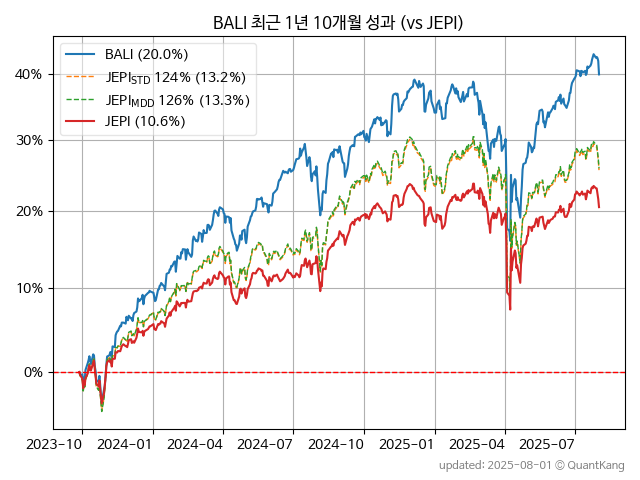 BALI 최근 1년 10개월 성과 (vs JEPI)
BALI (20.0%)
JEPISTD 124% (13.2%)
JEPIMDD 126% (13.3%)
JEPI (10.6%)
40%
30%
20%
10%
0%
2023-10 2024-01 2024-04 2024-07 2024-10 2025-01 2025-04 2025-07
updated: 2025-08-01 © QuantKang